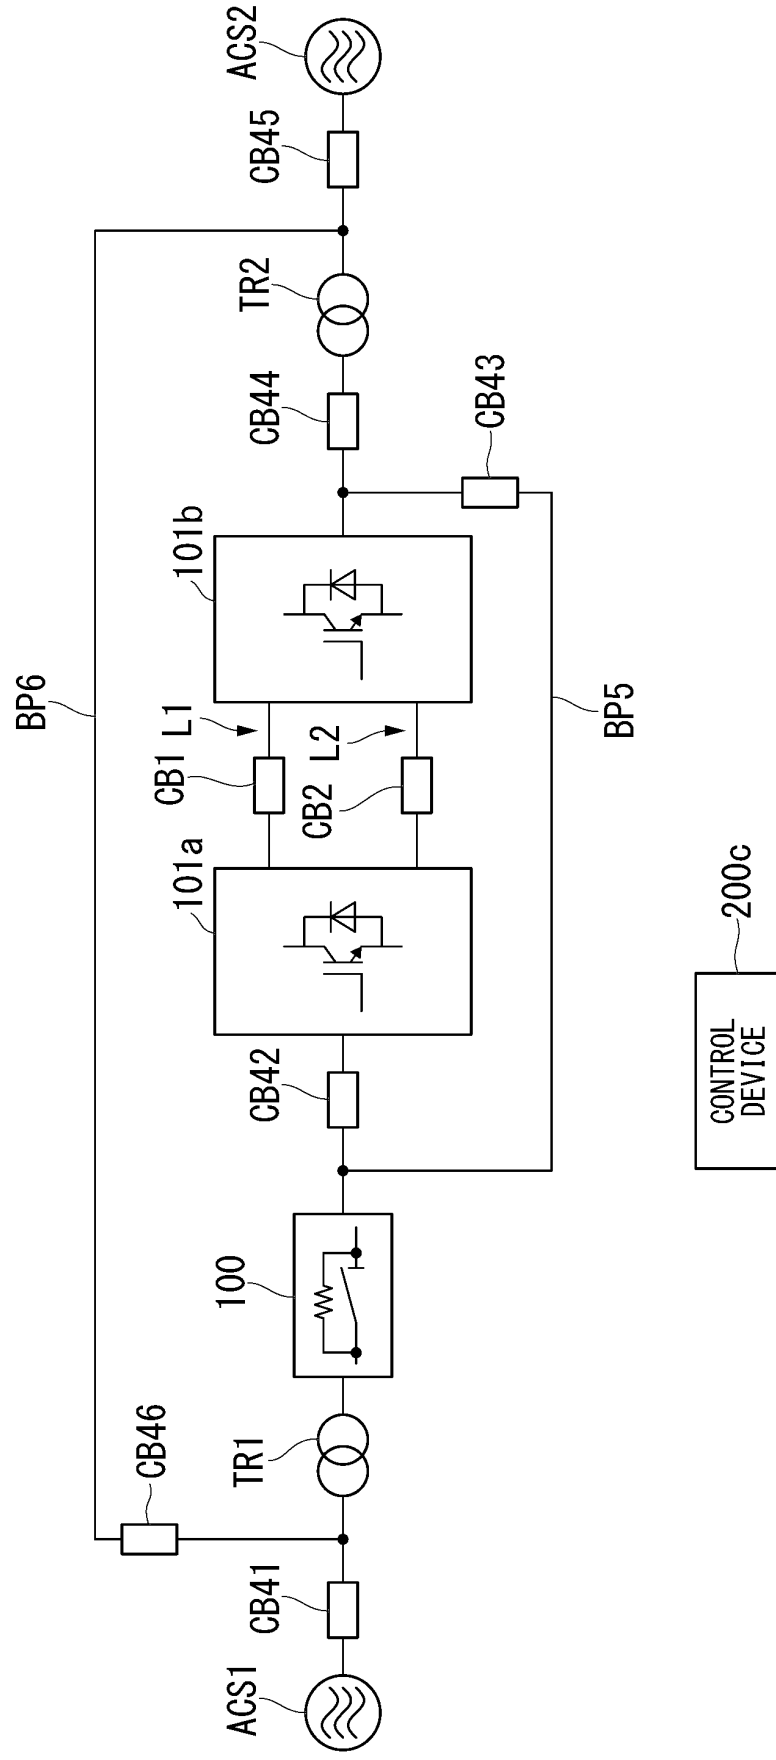 BP6
CB46
CB1
L1
101a
101b
CB2
L2
ACS1
CB41
TR1
100
CB42
CB44
TR2
CB45
ACS2
CB43
BP5
CONTROL
DEVICE
200c